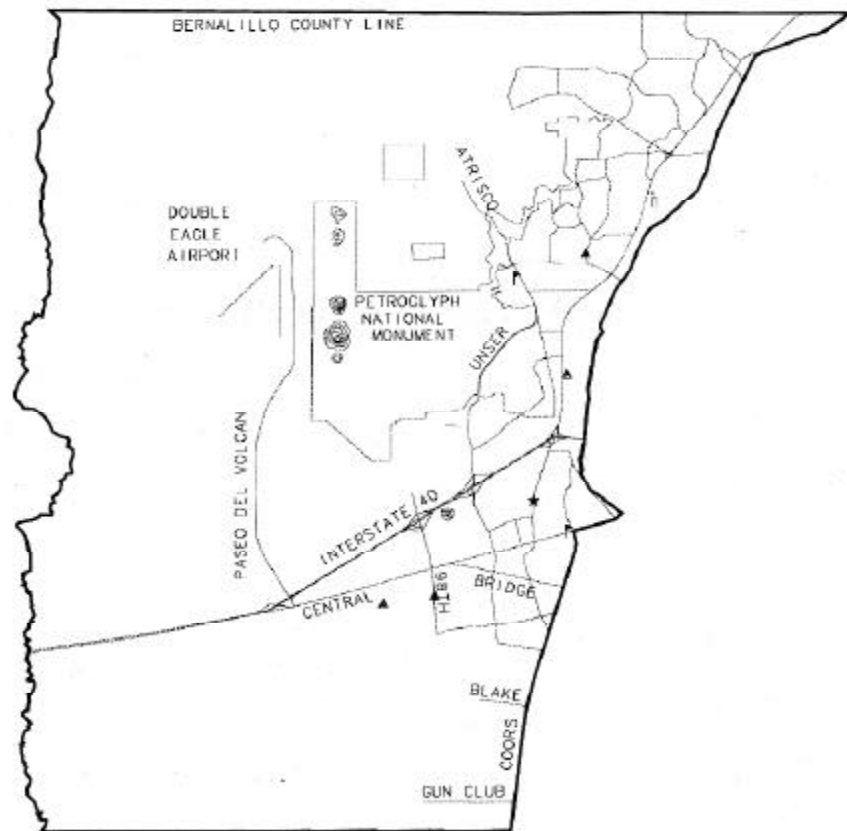 BERNALILLO COUNTY LINE
ATRISCO
DOUBLE
EAGLE
AIRPORT
PETROGLYPH
NATIONAL
MONUMENT
UNSER
PASEO DEL VOLCAN
INTERSTATE 40
98TH
BRIDGE
CENTRAL
BLAKE
COORS
GUN CLUB